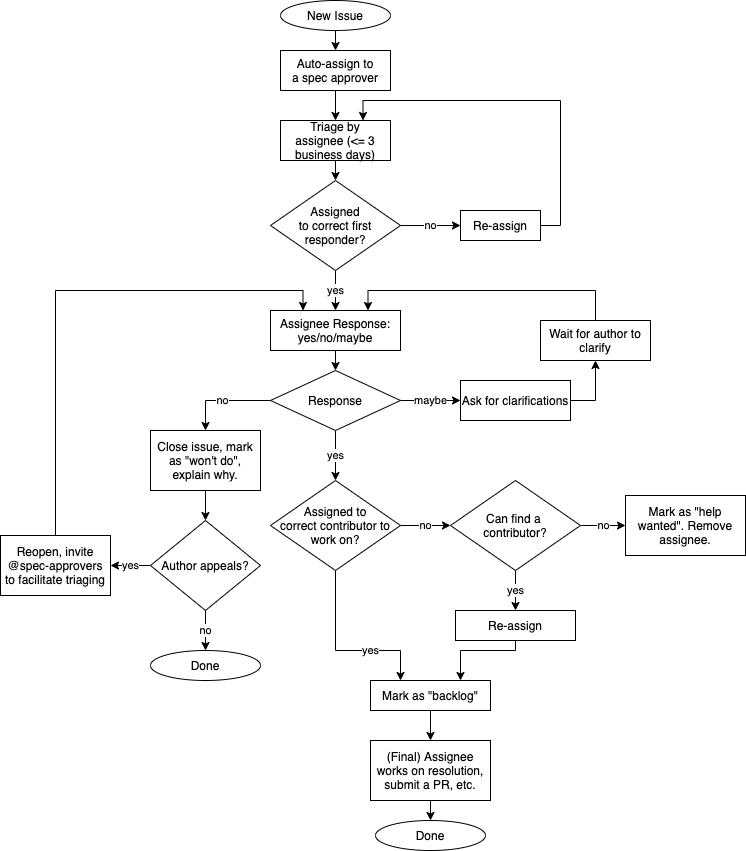 New Issue
Auto-assign to
a spec approver
Triage by
assignee (<= 3
business days)
Assigned
to correct first
responder?
no
Re-assign
yes
Assignee Response:
yes/no/maybe
Wait for author to
clarify
Response
no
maybe
Ask for clarifications
yes
Close issue, mark
as "won't do",
explain why.
Assigned to
correct contributor to
work on?
no
Can find a
contributor?
no
Mark as "help
wanted". Remove
assignee.
Reopen, invite
@spec-approvers
to facilitate triaging
yes
Author appeals?
yes
Re-assign
no
yes
Done
Mark as "backlog"
(Final) Assignee
works on resolution,
submit a PR, etc.
Done